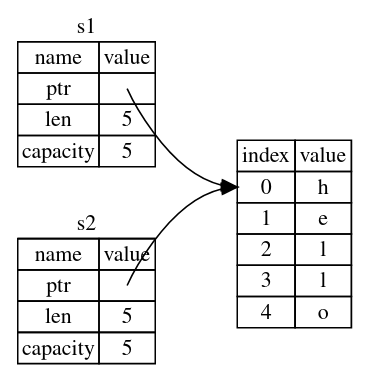 s1
name value
ptr
len 5
capacity 5
s2
name value
ptr
len 5
capacity 5
index value
0 h
1 e
2 l
3 l
4 o